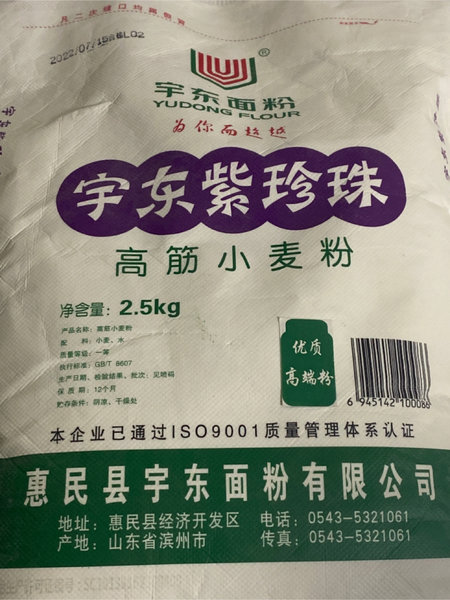 2022/07/15
宇东面粉
®
YUDONG FLOUR
为你而超越
宇东
宇东紫珍珠
高筋小麦粉
净含量: 2.5kg
产品名称: 高筋小麦粉
配 料: 小麦、水
质量等级: 一等
执行标准: GB/T 8607
生产日期、检验结果、批次: 见喷码
保 质 期: 12个月
贮存条件: 阴凉、干燥处
优质
高端粉
6 945142 10008
本企业已通过ISO9001质量管理体系认证
惠民县宇东面粉有限公司
地址: 惠民县经济开发区 电话: 0543-5321061
产地: 山东省滨州市 传真: 0543-5321061